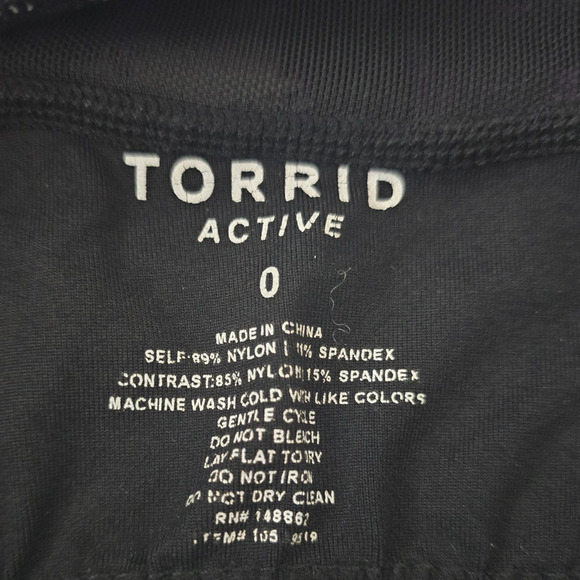 TORRID
ACTIVE
0
MADE IN CHINA
SELF:89% NYLON | 11% SPANDEX
CONTRAST:85% NYLON|15% SPANDEX
MACHINE WASH COLD WITH LIKE COLORS
GENTLE CYCLE
DO NOT BLEACH
LAY FLAT TO DRY
DO NOT IRON
DO NOT DRY CLEAN
RN# 148862
ITEM#